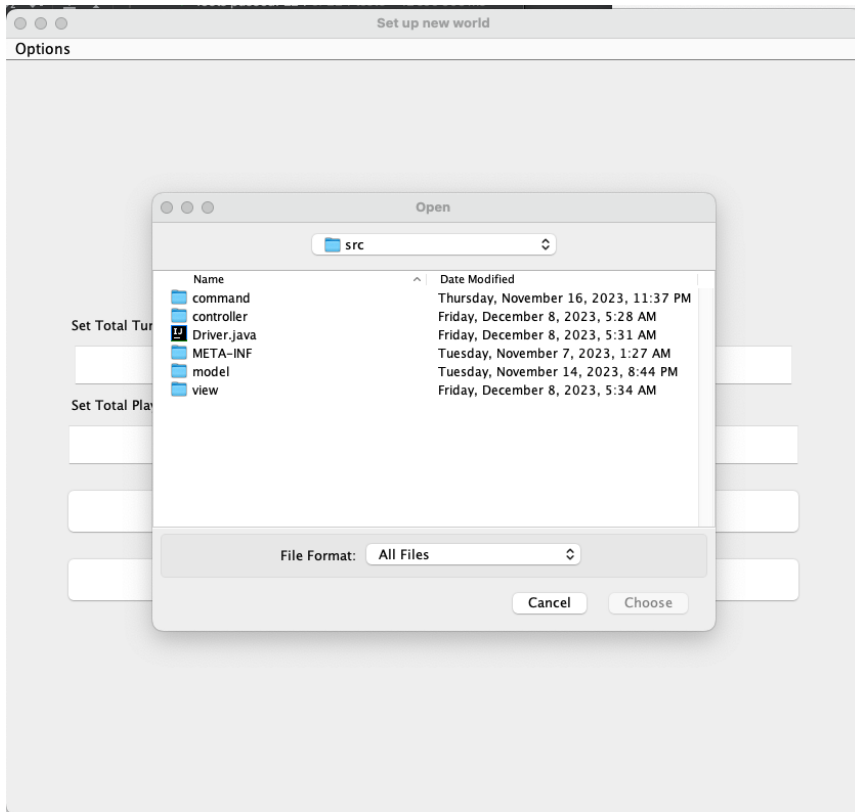 Set up new world
Options
Open
src
Name Date Modified
command Thursday, November 16, 2023, 11:37 PM
controller Friday, December 8, 2023, 5:28 AM
Driver.java Friday, December 8, 2023, 5:31 AM
META-INF Tuesday, November 7, 2023, 1:27 AM
model Tuesday, November 14, 2023, 8:44 PM
view Friday, December 8, 2023, 5:34 AM
Set Total Tur
Set Total Play
File Format: All Files
Cancel Choose